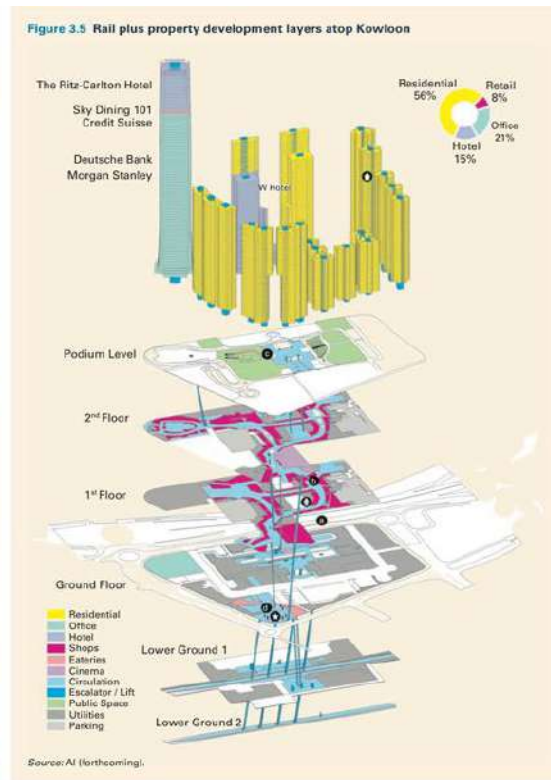 Figure 3.5 Rail plus property development layers atop Kowloon
The Ritz-Carlton Hotel
Sky Dining 101
Credit Suisse
Deutsche Bank
Morgan Stanley
W Hotel
Residential
56%
Retail
8%
Office
21%
Hotel
15%
Podium Level
c
2nd Floor
b
1st Floor
a
Ground Floor
d
Residential
Office
Hotel
Shops
Eateries
Cinema
Circulation
Escalator / Lift
Public Space
Utilities
Parking
Lower Ground 1
Lower Ground 2
Source: AI (forthcoming).